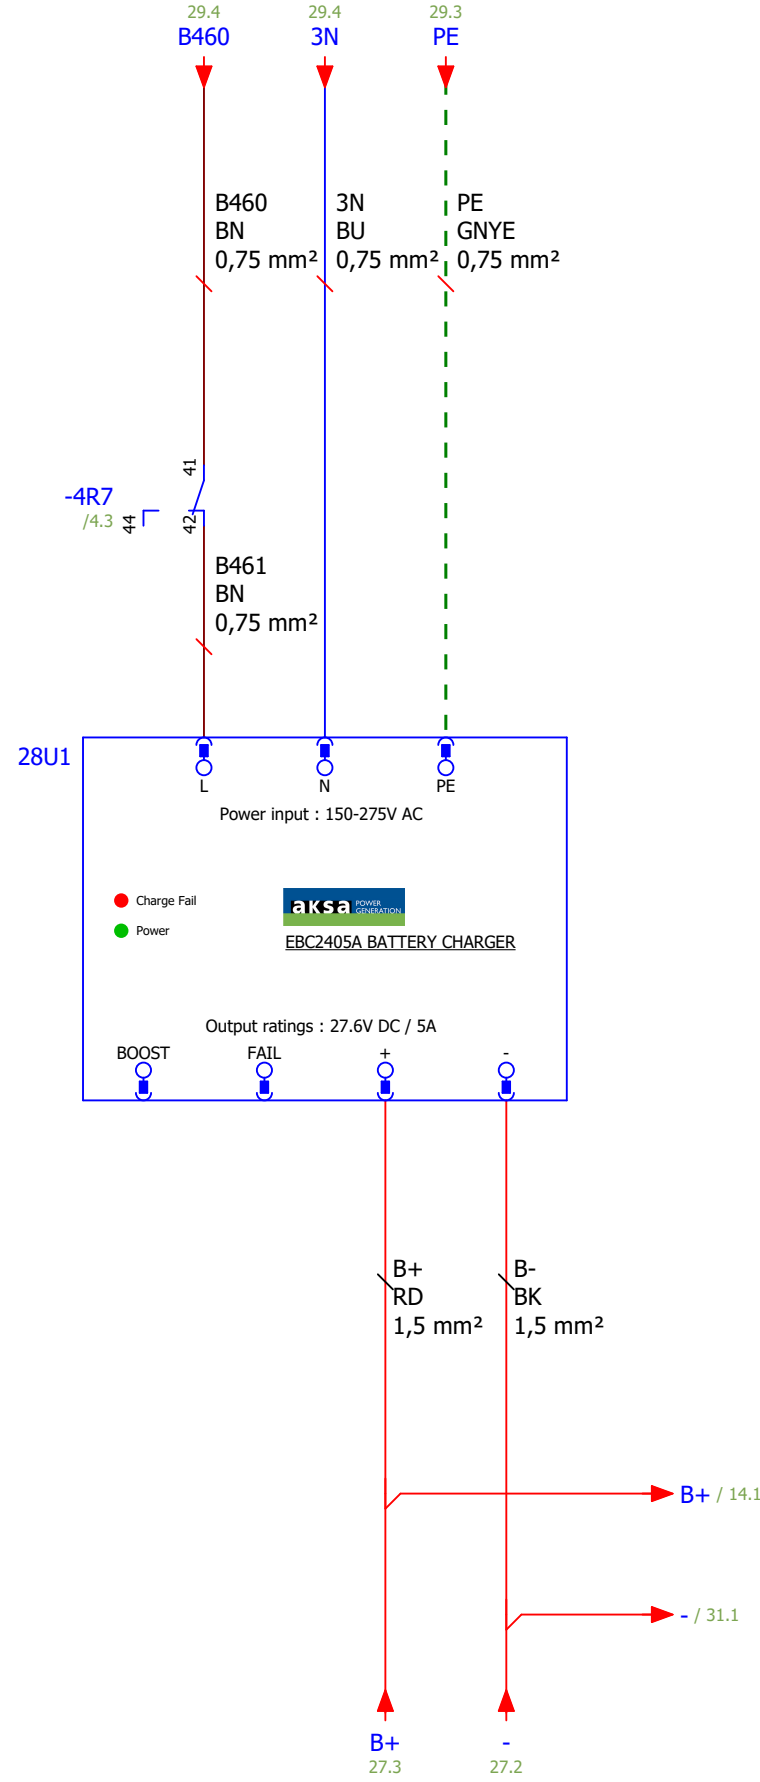 29.4
B460
29.4
3N
29.3
PE
B460
BN
0,75 mm²
3N
BU
0,75 mm²
PE
GNYE
0,75 mm²
-4R7
/4.3
44
41
42
B461
BN
0,75 mm²
28U1
L
N
PE
Power input : 150-275V AC
Charge Fail
Power
aksa POWER
GENERATION
EBC2405A BATTERY CHARGER
Output ratings : 27.6V DC / 5A
BOOST
FAIL
+
-
B+
RD
1,5 mm²
B-
BK
1,5 mm²
B+ / 14.1
- / 31.1
B+
27.3
-
27.2